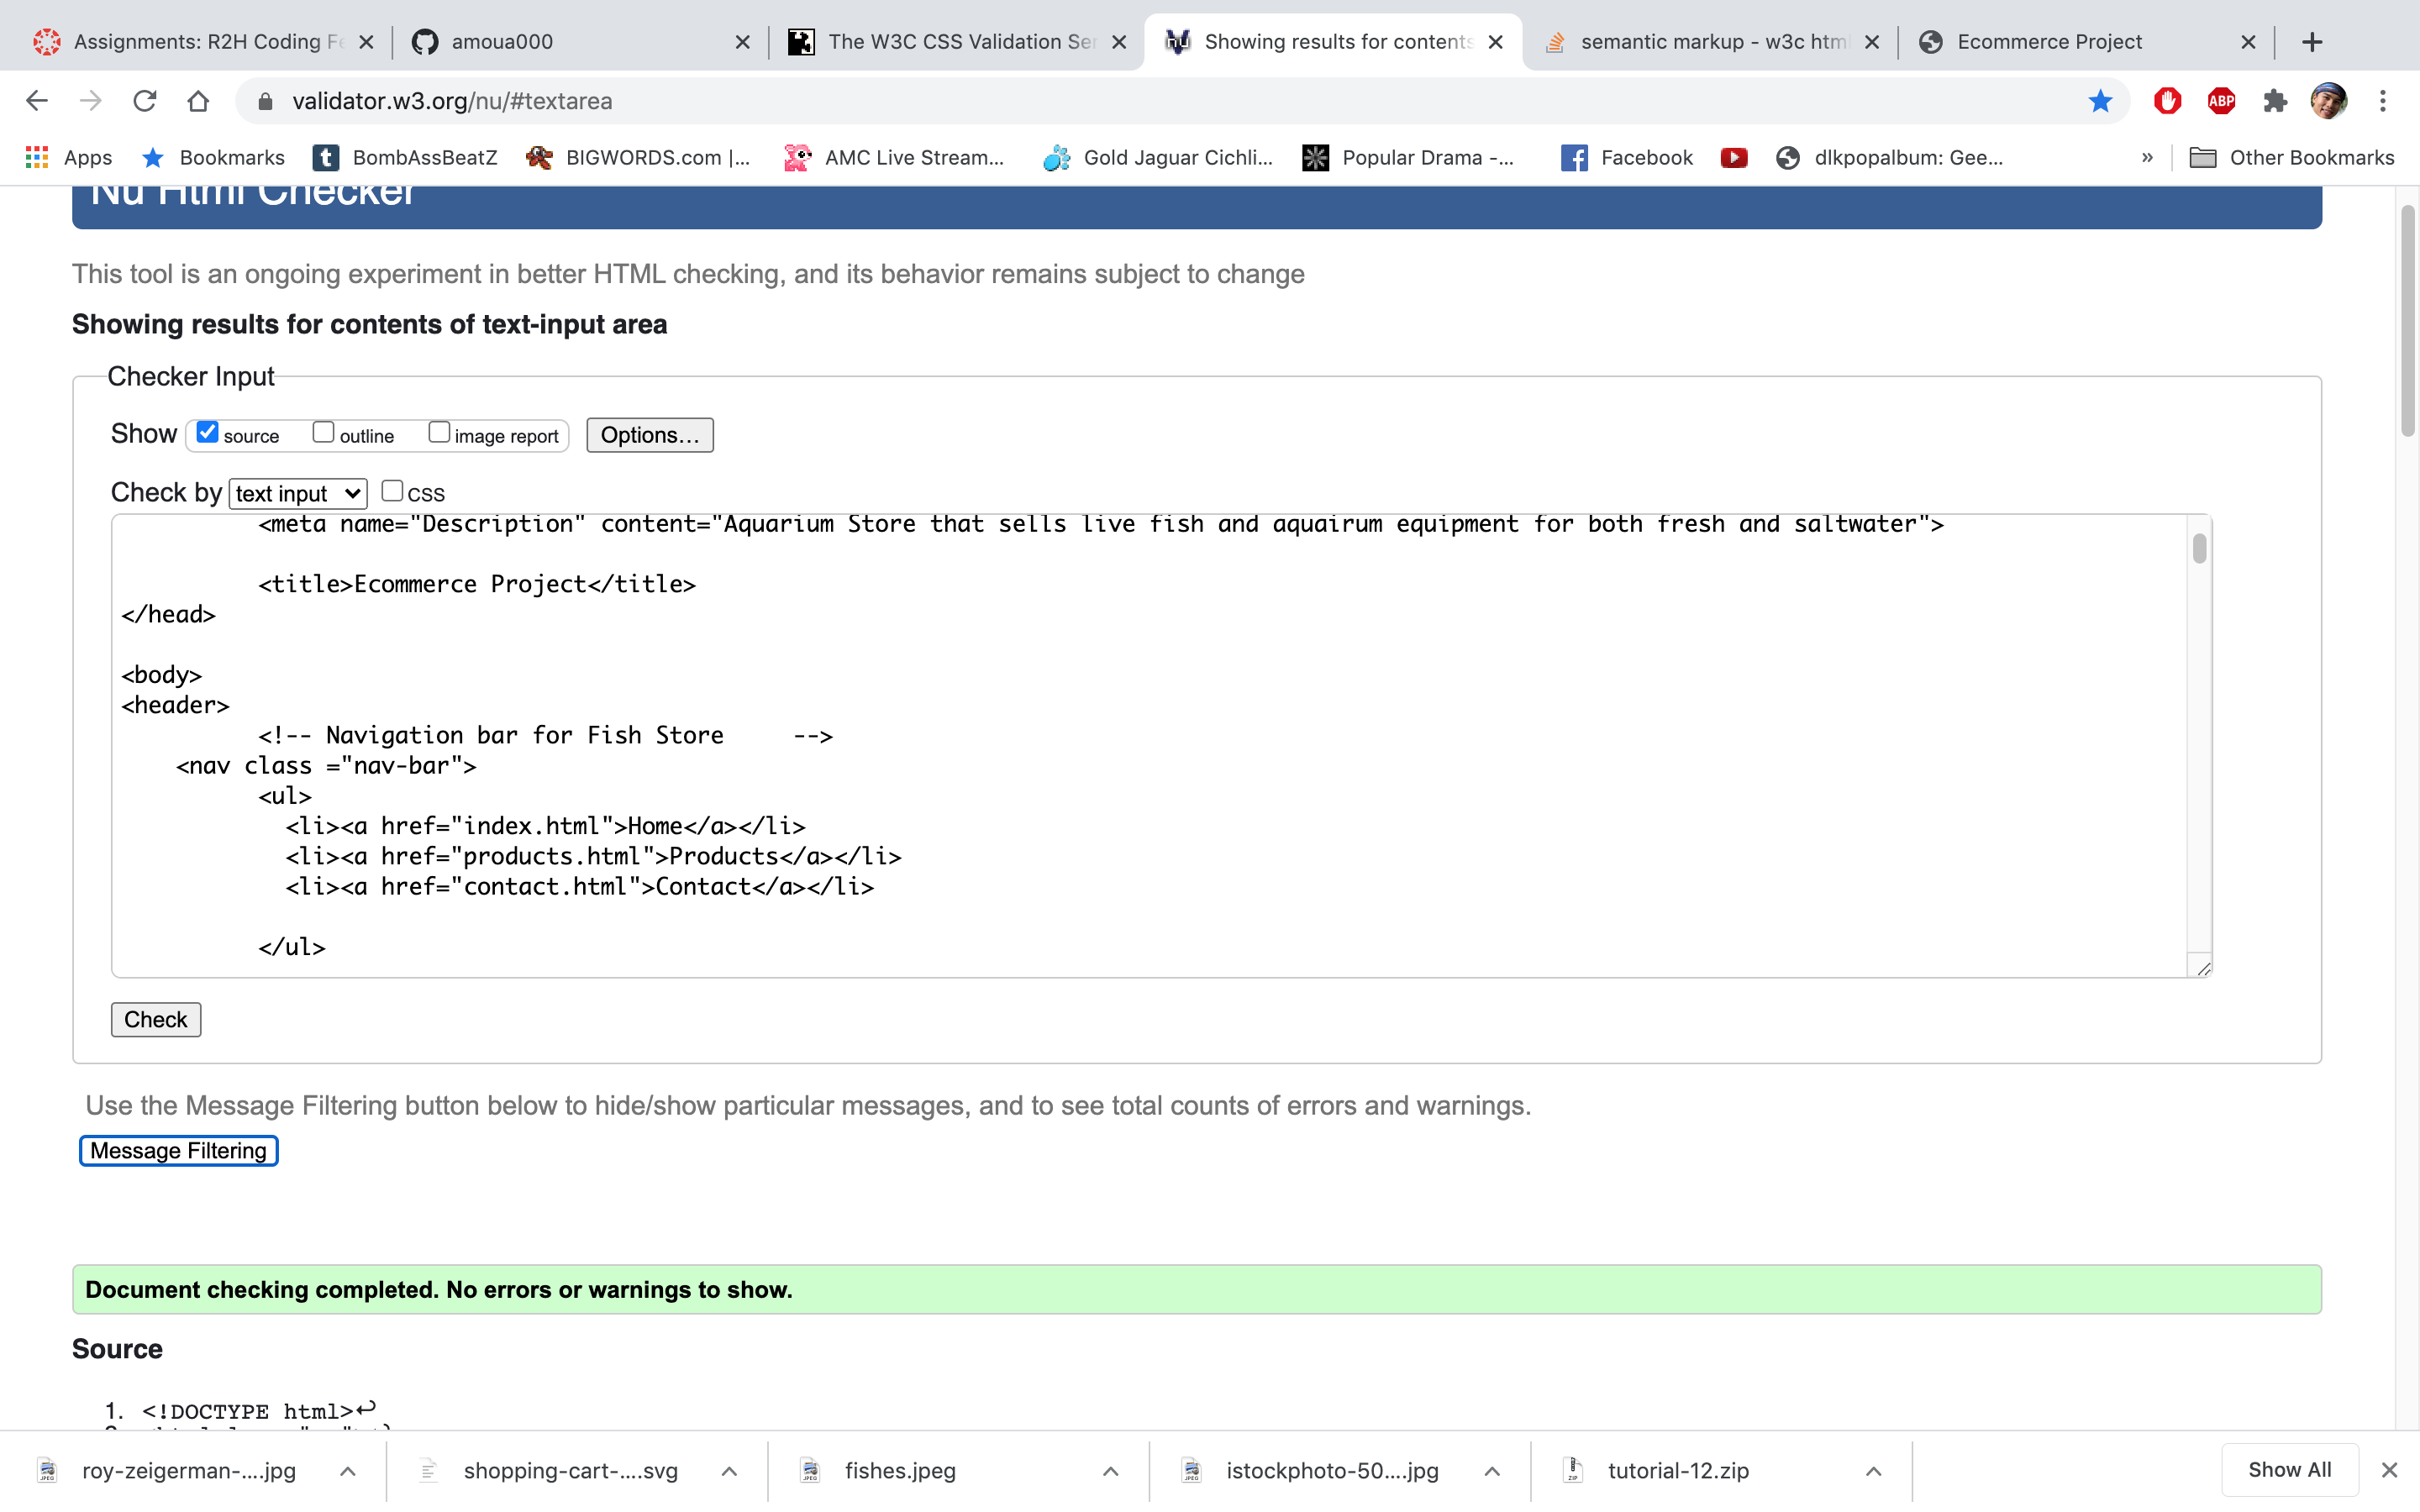 Assignments: R2H Coding Fe
amoua000
The W3C CSS Validation Ser
Showing results for contents
semantic markup - w3c html
Ecommerce Project
validator.w3.org/nu/#textarea
ABP
Apps
Bookmarks
BombAssBeatZ
BIGWORDS.com |...
AMC Live Stream...
Gold Jaguar Cichli...
Popular Drama -...
Facebook
dlkpopalbum: Gee...
»
Other Bookmarks
Nu Html Checker
This tool is an ongoing experiment in better HTML checking, and its behavior remains subject to change
Showing results for contents of text-input area
Checker Input
Show source outline image report Options...
Check by text input CSS
<meta name="Description" content="Aquarium Store that sells live fish and aquairum equipment for both fresh and saltwater">
<title>Ecommerce Project</title>
</head>
<body>
<header>
<!-- Navigation bar for Fish Store -->
<nav class ="nav-bar">
<ul>
<li><a href="index.html">Home</a></li>
<li><a href="products.html">Products</a></li>
<li><a href="contact.html">Contact</a></li>
</ul>
Check
Use the Message Filtering button below to hide/show particular messages, and to see total counts of errors and warnings.
Message Filtering
Document checking completed. No errors or warnings to show.
Source
1. <!DOCTYPE html>↩
roy-zeigerman-....jpg
shopping-cart-....svg
fishes.jpeg
istockphoto-50....jpg
tutorial-12.zip
Show All